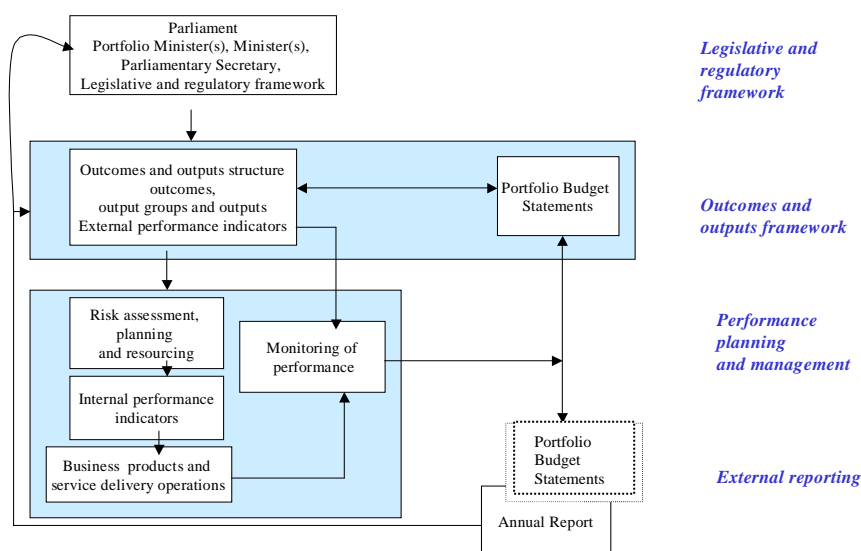 Parliament
Portfolio Minister(s), Minister(s),
Parliamentary Secretary,
Legislative and regulatory framework
Legislative and
regulatory
framework
Outcomes and outputs structure
outcomes,
output groups and outputs
External performance indicators
Portfolio Budget
Statements
Outcomes and
outputs framework
Risk assessment,
planning
and resourcing
Monitoring of
performance
Performance
planning
and management
Internal performance
indicators
Business products and
service delivery operations
Portfolio
Budget
Statements
External reporting
Annual Report